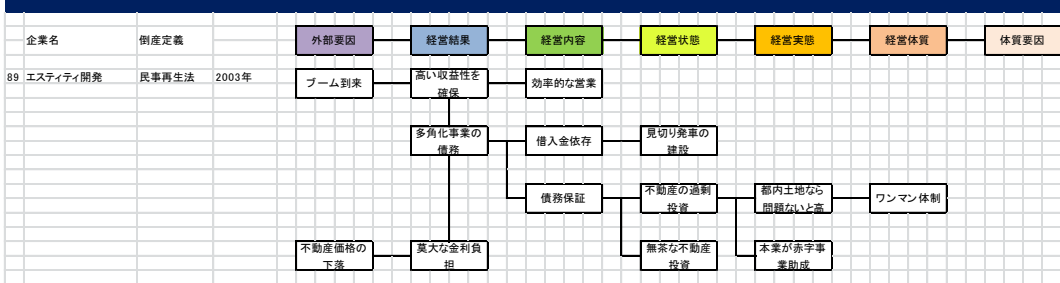 企業名 倒産定義 外部要因 経営結果 経営内容 経営状態 経営実態 経営体質 体質要因
89 エスティティ開発 民事再生法 2003年 ブーム到来
高い収益性を
確保
効率的な営業
多角化事業の
債務
借入金依存
見切り発車の
建設
債務保証
不動産の過剰
投資
都内土地なら
問題ないと高
ワンマン体制
不動産価格の
下落
莫大な金利負
担
無茶な不動産
投資
本業が赤字事
業助成